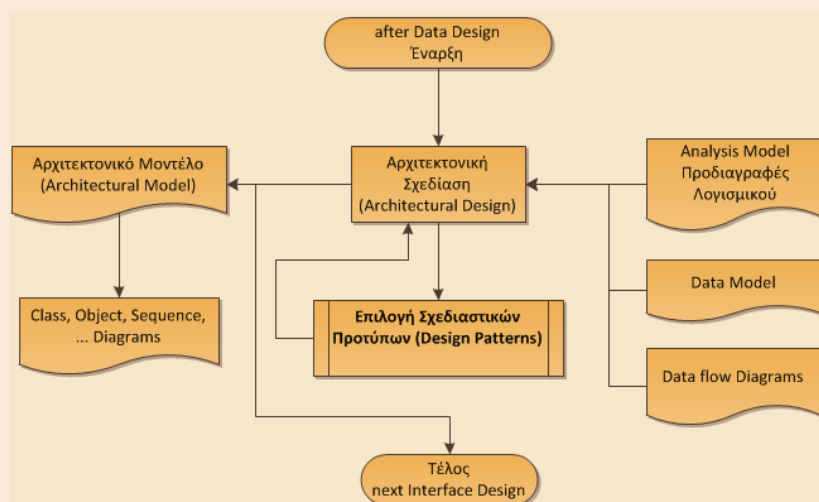 after Data Design
Έναρξη
Αρχιτεκτονικό Μοντέλο
(Architectural Model)
Αρχιτεκτονική
Σχεδίαση
(Architectural Design)
Analysis Model
Προδιαγραφές
Λογισμικού
Data Model
Class, Object, Sequence,
... Diagrams
Επιλογή Σχεδιαστικών
Προτύπων (Design Patterns)
Data flow Diagrams
Τέλος
next Interface Design